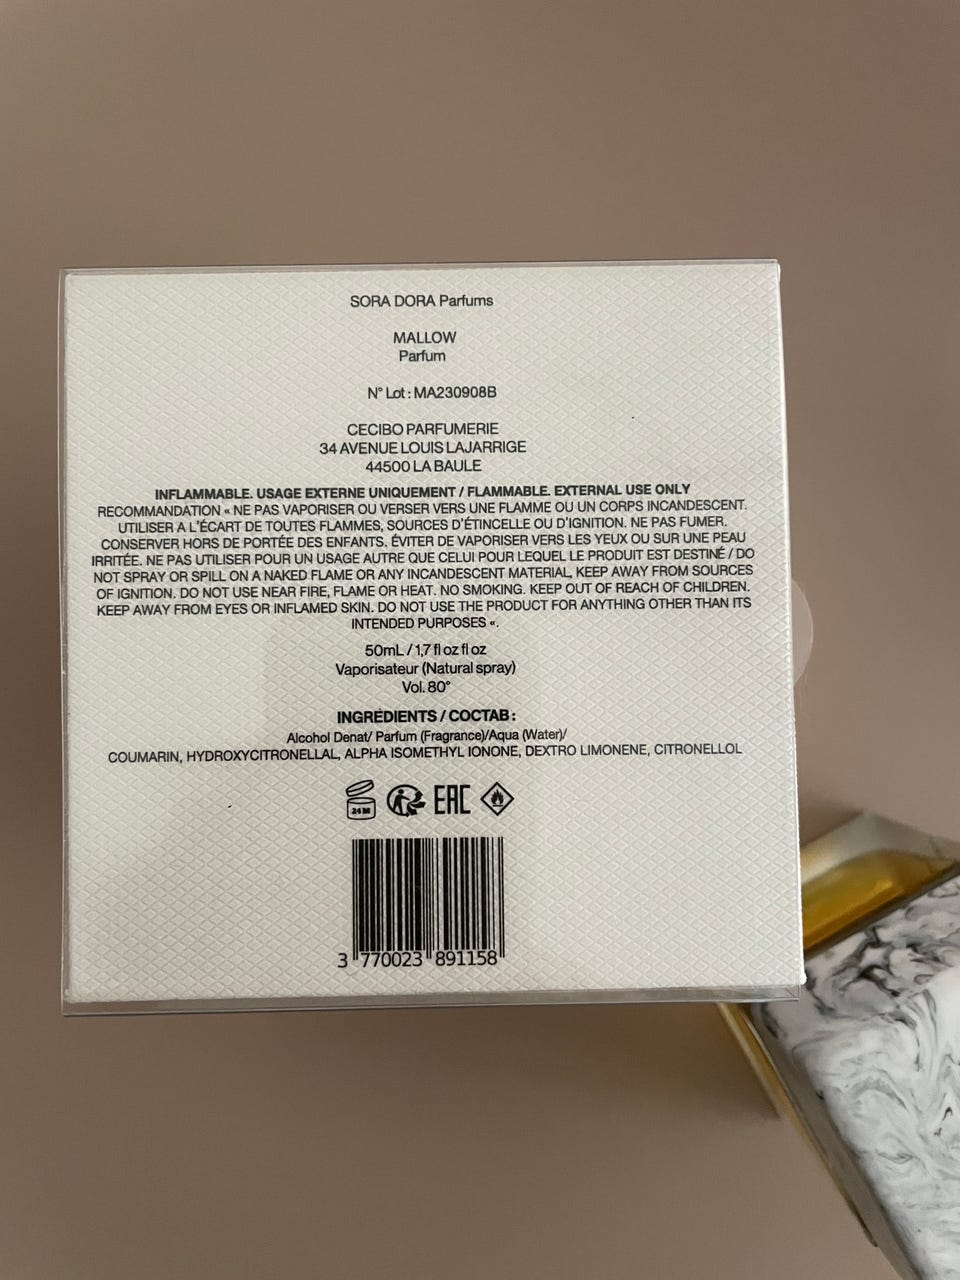 SORA DORA Parfums
MALLOW
Parfum
N° Lot : MA230908B
CECIBO PARFUMERIE
34 AVENUE LOUIS LAJARRIGE
44500 LA BAULE
INFLAMMABLE. USAGE EXTERNE UNIQUEMENT / FLAMMABLE. EXTERNAL USE ONLY
RECOMMANDATION « NE PAS VAPORISER OU VERSER VERS UNE FLAMME OU UN CORPS INCANDESCENT.
UTILISER A L'ÉCART DE TOUTES FLAMMES, SOURCES D'ÉTINCELLE OU D'IGNITION. NE PAS FUMER.
CONSERVER HORS DE PORTÉE DES ENFANTS. ÉVITER DE VAPORISER VERS LES YEUX OU SUR UNE PEAU
IRRITÉE. NE PAS UTILISER POUR UN USAGE AUTRE QUE CELUI POUR LEQUEL LE PRODUIT EST DESTINÉ / DO
NOT SPRAY OR SPILL ON A NAKED FLAME OR ANY INCANDESCENT MATERIAL, KEEP AWAY FROM SOURCES
OF IGNITION. DO NOT USE NEAR FIRE, FLAME OR HEAT. NO SMOKING. KEEP OUT OF REACH OF CHILDREN.
KEEP AWAY FROM EYES OR INFLAMED SKIN. DO NOT USE THE PRODUCT FOR ANYTHING OTHER THAN ITS
INTENDED PURPOSES «.
50mL / 1,7 fl oz fl oz
Vaporisateur (Natural spray)
Vol. 80°
INGRÉDIENTS / COCTAB :
Alcohol Denat/ Parfum (Fragrance)/Aqua (Water)/
COUMARIN, HYDROXYCITRONELLAL, ALPHA ISOMETHYL IONONE, DEXTRO LIMONENE, CITRONELLOL
24 M EAC
3 770023 891158